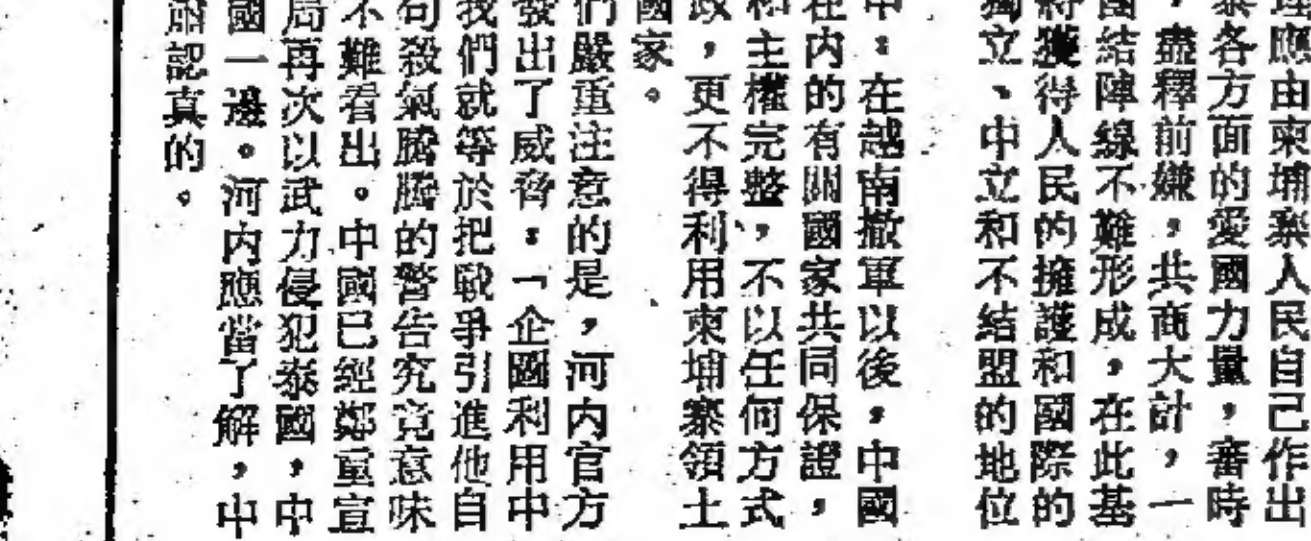 理應由柬埔寨人民自己作出
泰各方面的愛國力量，審時
，盡釋前嫌，共商大計，一
團結陣線不難形成，在此基
將獲得人民的擁護和國際的
獨立、中立和不結盟的地位
中：在越南撤軍以後，中國
在內的有關國家共同保證，
和主權完整，不以任何方式
政，更不得利用柬埔寨領土
國家。
們嚴重注意的是，河內官方
發出了威脅：「企圖利用中
我們就等於把戰爭引進他自
句殺氣騰騰的警告究竟意味
不難看出。中國已經鄭重宣
局再次以武力侵犯泰國，中
國一邊。河內應當了解，中
肅認真的。